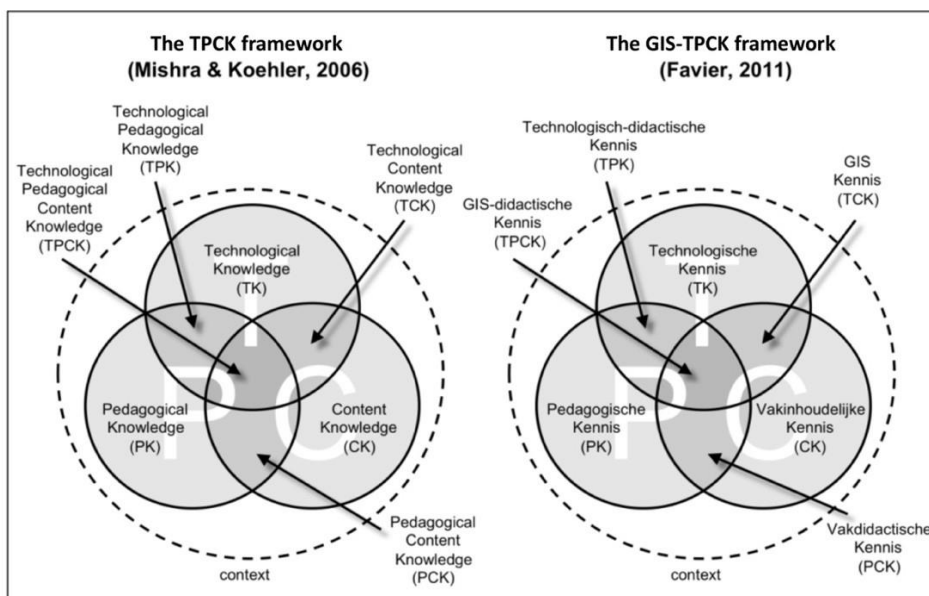 The TPCK framework
(Mishra & Koehler, 2006)
Technological
Pedagogical
Knowledge
(TPK)
Technological
Pedagogical
Content
Knowledge
(TPCK)
Technological
Content
Knowledge
(TCK)
Technological
Knowledge
(TK)
T
P C
Pedagogical
Knowledge
(PK)
Content
Knowledge
(CK)
Pedagogical
Content
Knowledge
(PCK)
context
The GIS-TPCK framework
(Favier, 2011)
Technologisch-didactische
Kennis
(TPK)
GIS-didactische
Kennis
(TPCK)
GIS
Kennis
(TCK)
Technologische
Kennis
(TK)
T
P C
Pedagogische
Kennis
(PK)
Vakinhoudelijke
Kennis
(CK)
Vakdidactische
Kennis
(PCK)
context